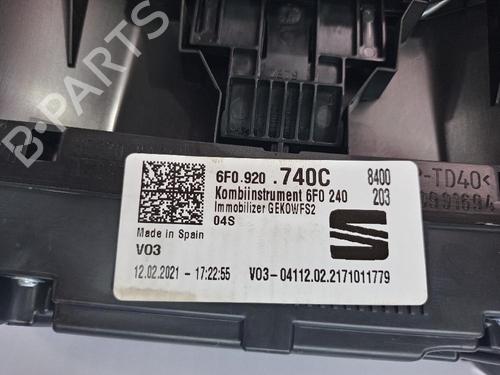 B-PARTS
6F0.920 .740C 8400
Kombiinstrument 6F0 240 203
Immobilizer GEKOWFS2
04S
Made in Spain
V03
12.02.2021 - 17:22:55 V03-04112.02.2171011779
-TD40